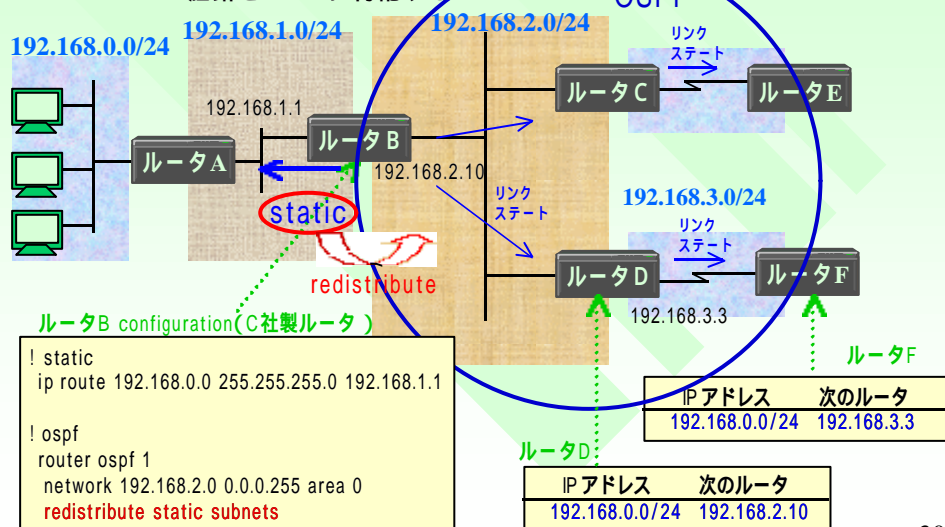 OSPF
192.168.0.0/24
192.168.1.0/24
192.168.2.0/24
リンク
ステート
192.168.1.1
ルータA
ルータB
ルータC
ルータE
192.168.2.10
リンク
ステート
static
redistribute
192.168.3.0/24
リンク
ステート
ルータD
ルータF
192.168.3.3
ルータB configuration(C社製ルータ)
! static
ip route 192.168.0.0 255.255.255.0 192.168.1.1
! ospf
router ospf 1
network 192.168.2.0 0.0.0.255 area 0
redistribute static subnets
ルータF
IPアドレス 次のルータ
192.168.0.0/24 192.168.3.3
ルータD
IPアドレス 次のルータ
192.168.0.0/24 192.168.2.10